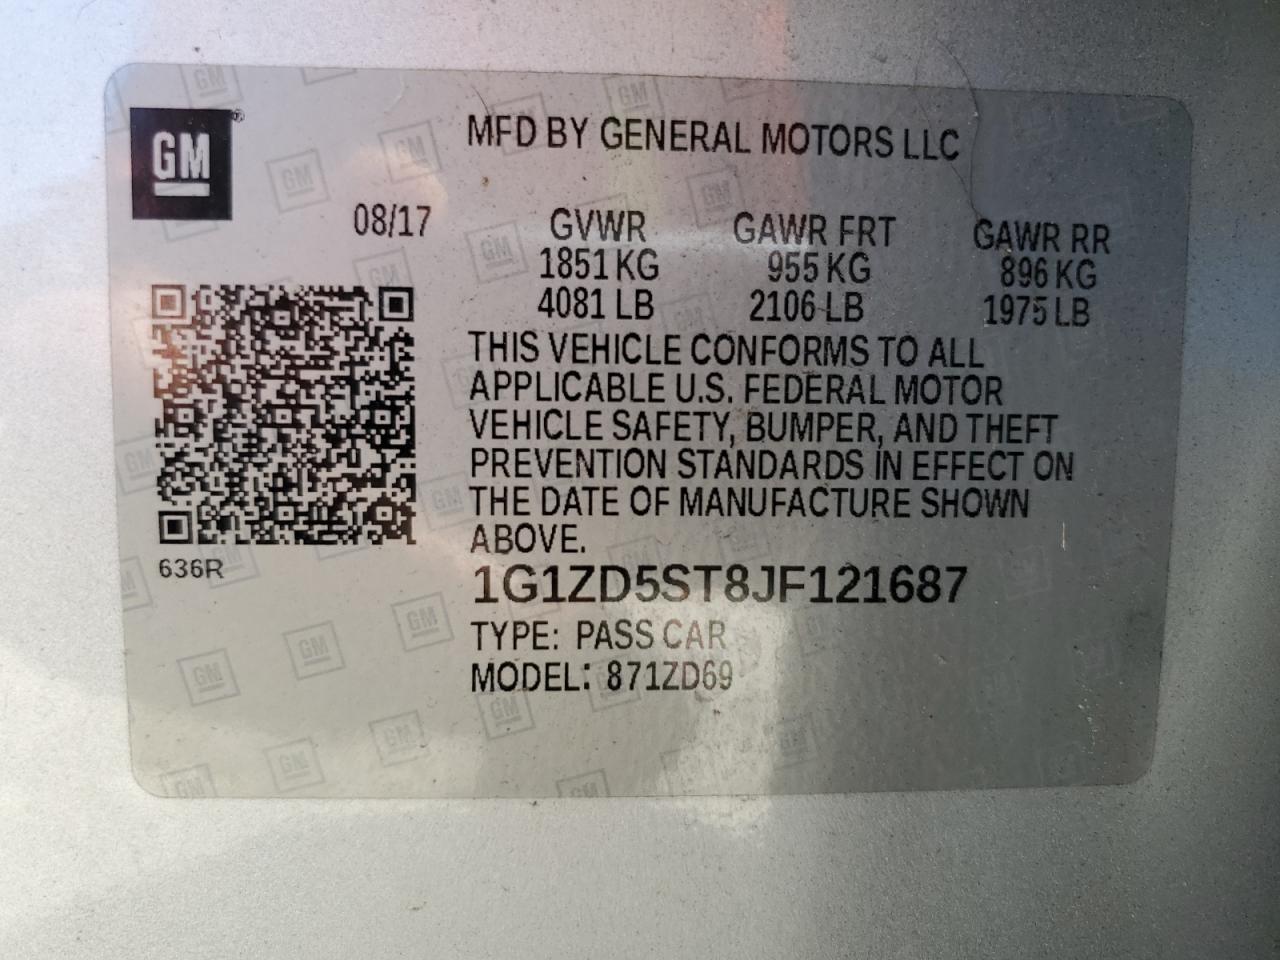 GM
MFD BY GENERAL MOTORS LLC
08/17
GVWR GAWR FRT GAWR RR
1851 KG 955 KG 896 KG
4081 LB 2106 LB 1975 LB
THIS VEHICLE CONFORMS TO ALL
APPLICABLE U.S. FEDERAL MOTOR
VEHICLE SAFETY, BUMPER, AND THEFT
PREVENTION STANDARDS IN EFFECT ON
THE DATE OF MANUFACTURE SHOWN
ABOVE.
636R
1G1ZD5ST8JF121687
TYPE: PASS CAR
MODEL: 871ZD69